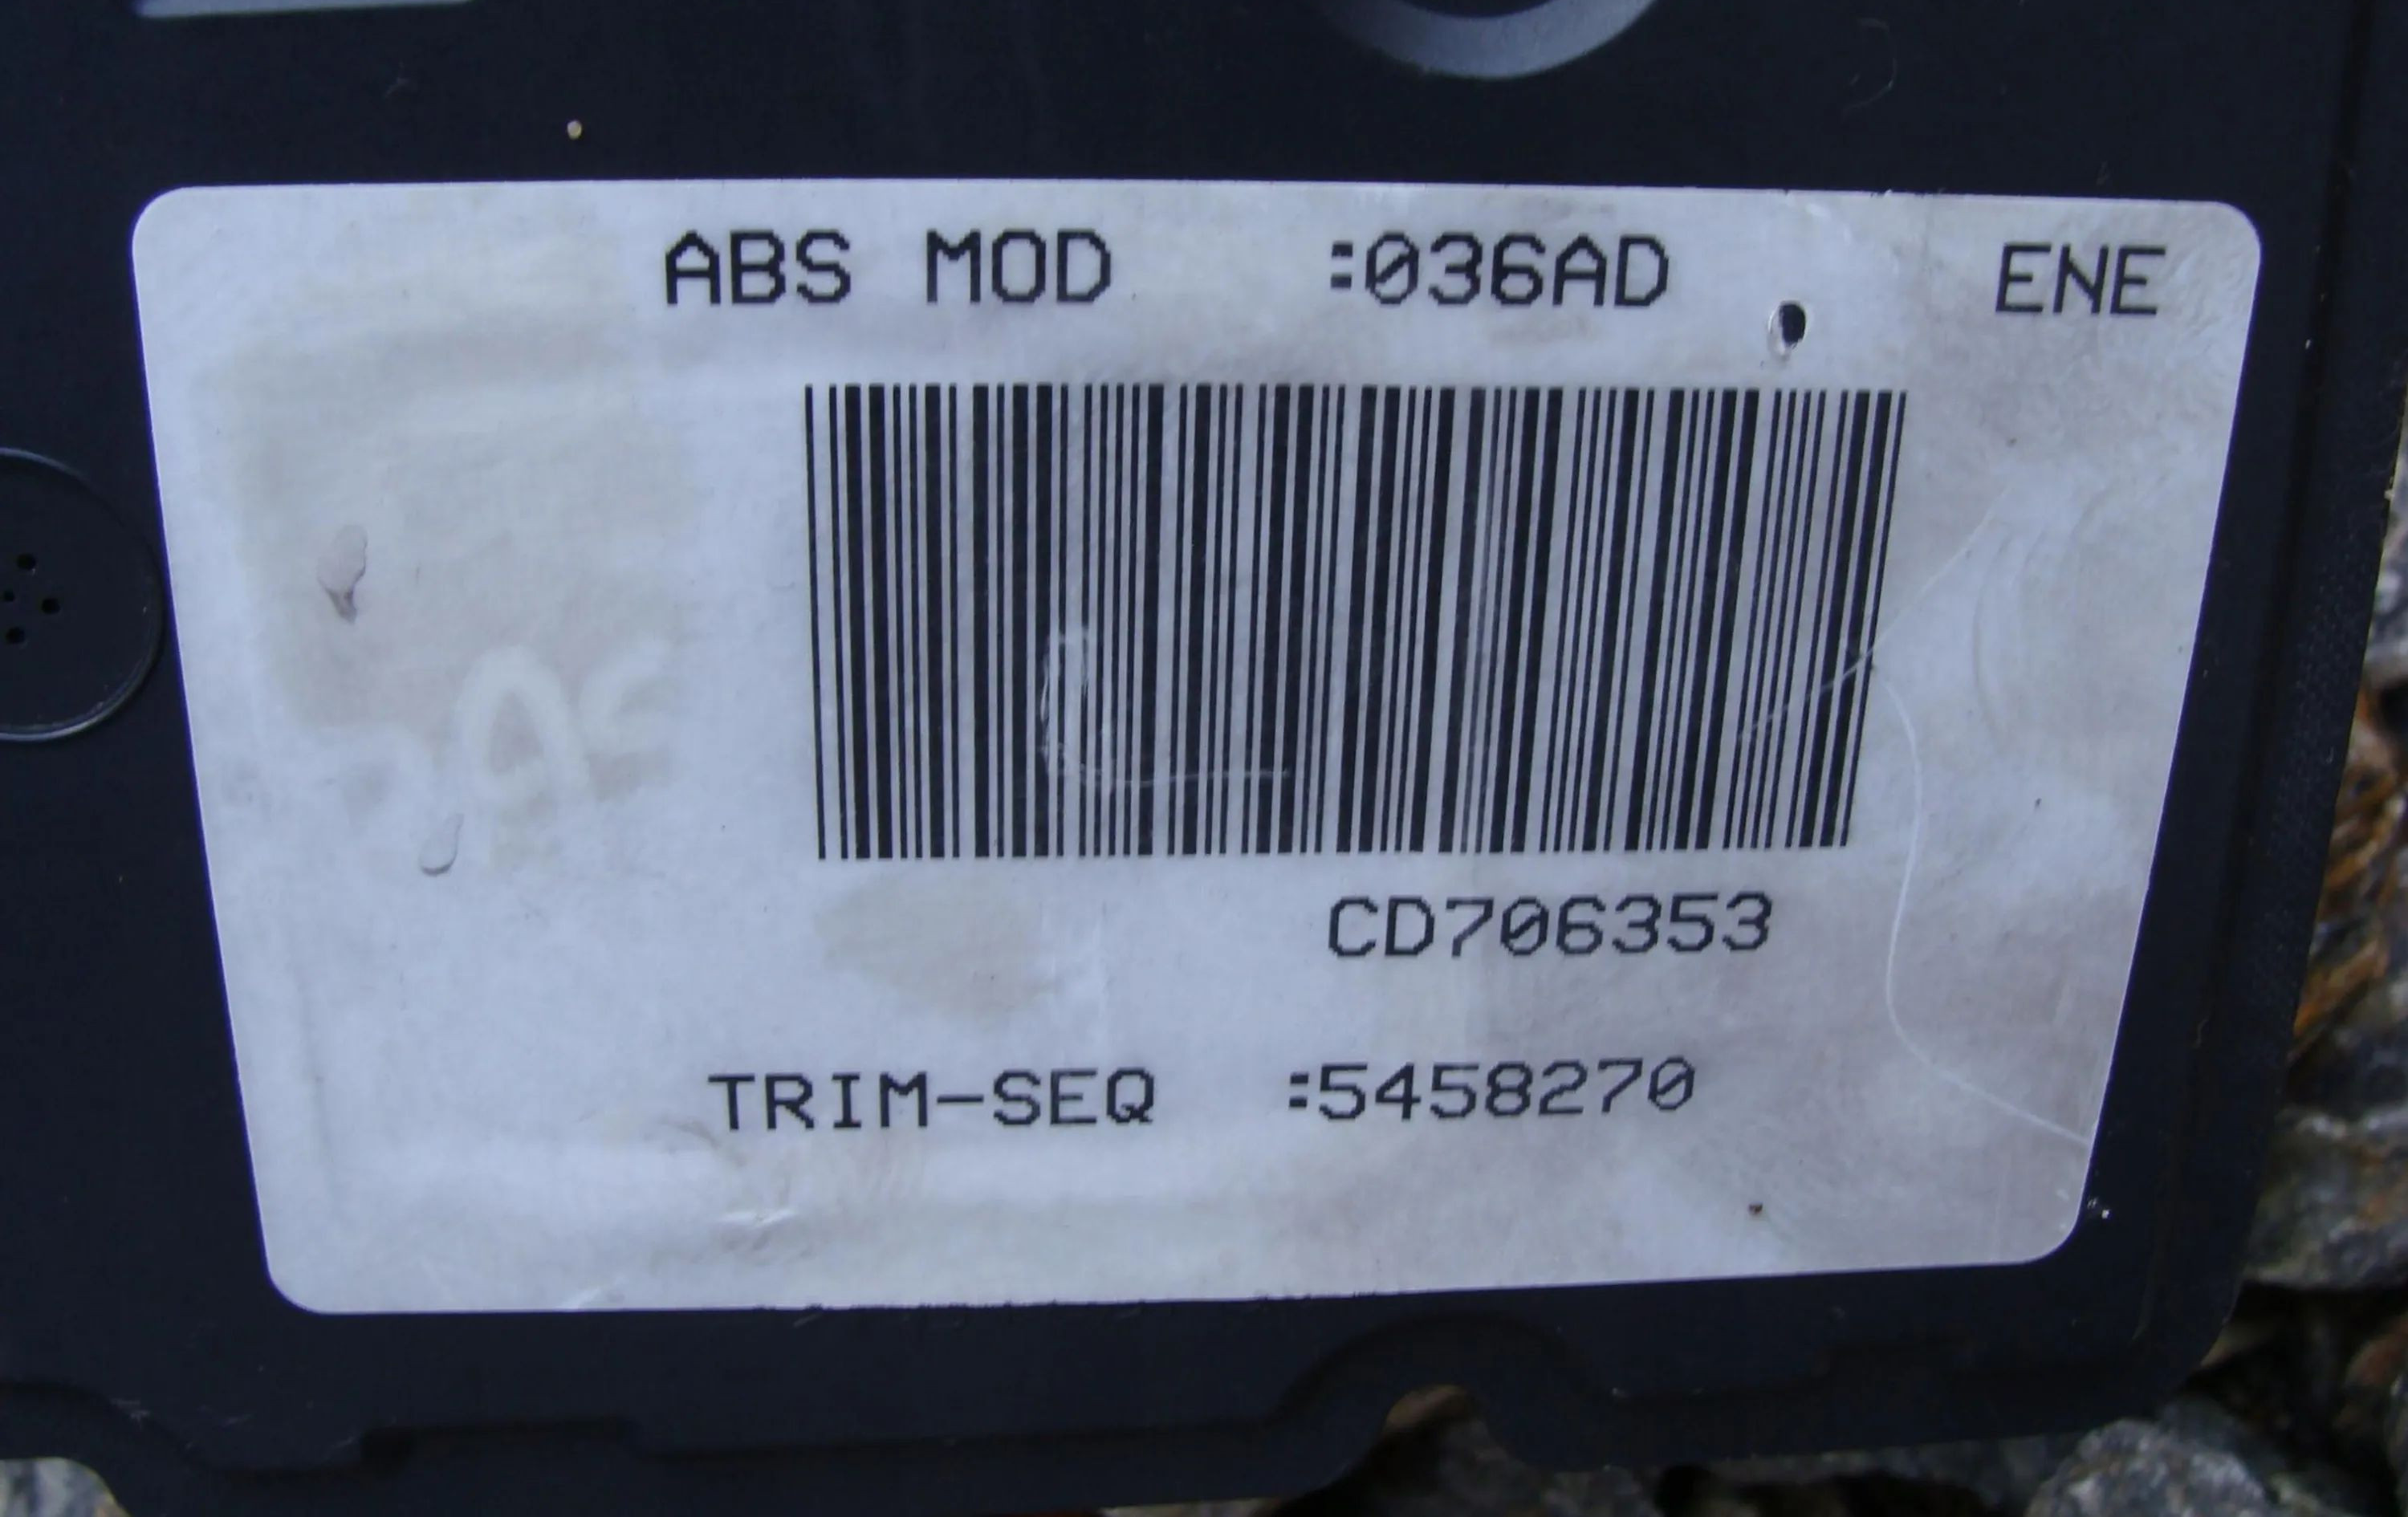 ABS MOD :036AD ENE
CD706353
TRIM-SEQ :5458270